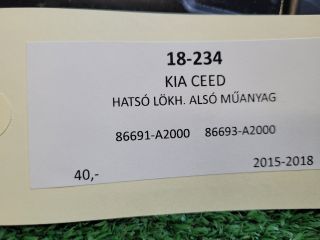 18-234
KIA CEED
HATSÓ LÖKH. ALSÓ MŰANYAG
86691-A2000 86693-A2000
2015-2018
40,-